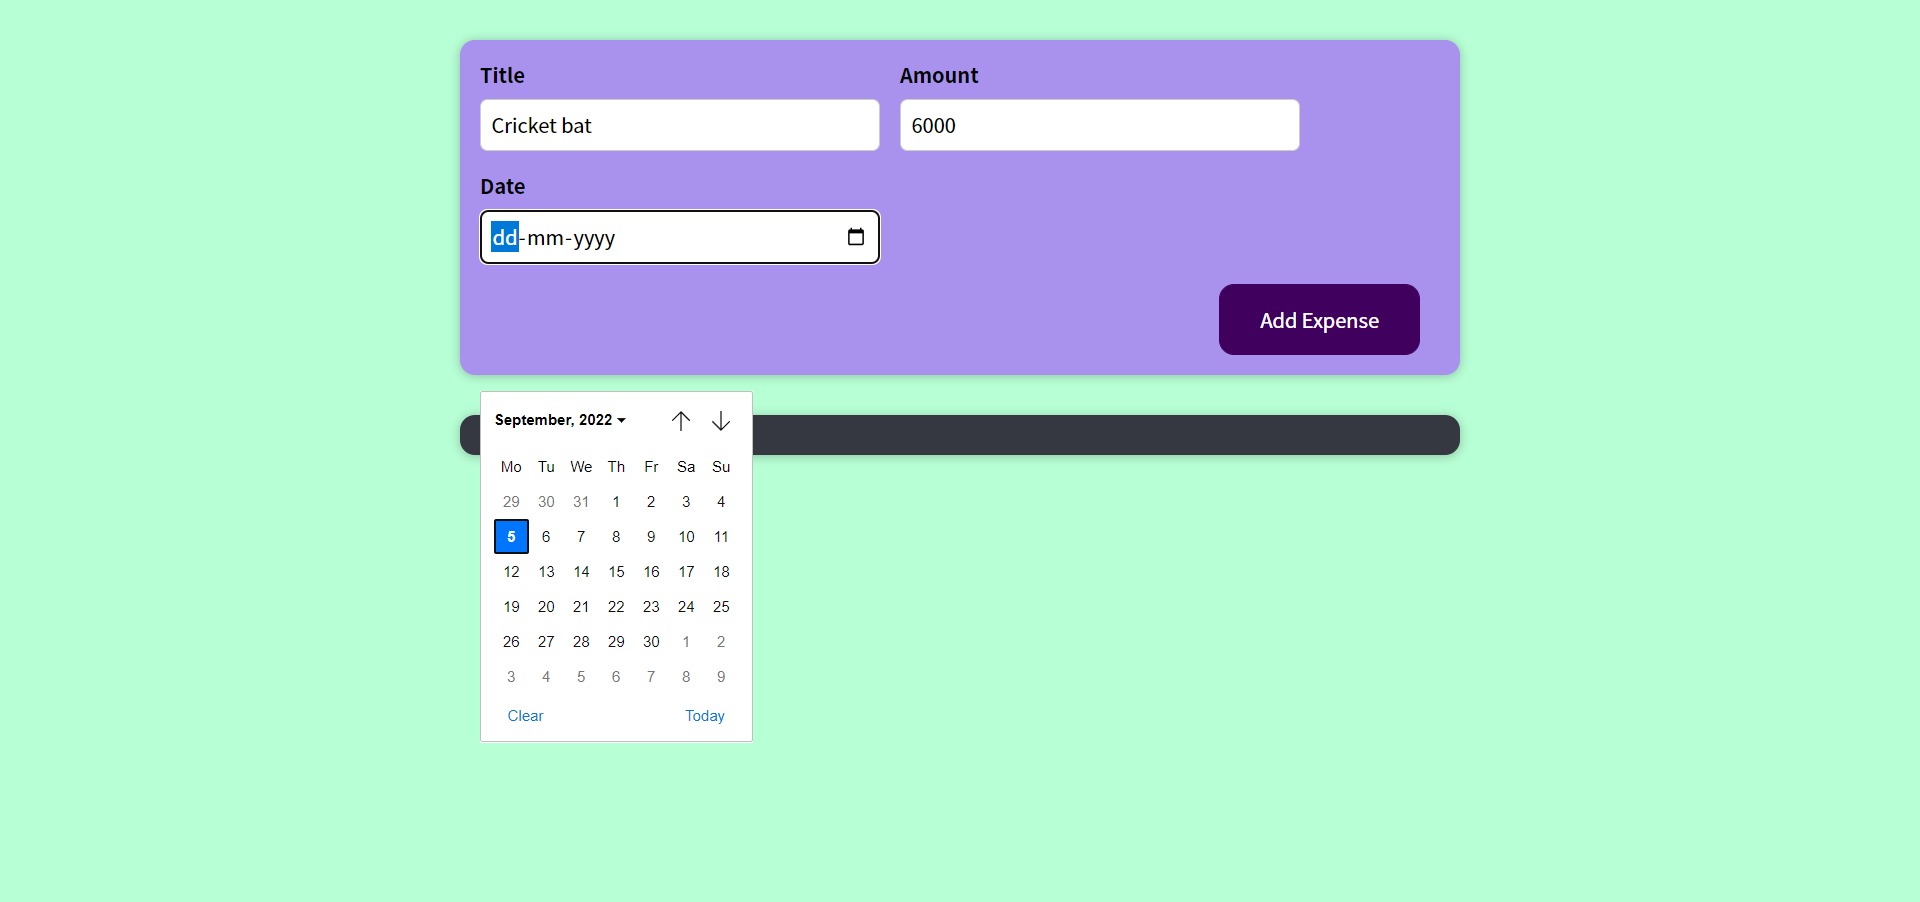 Title Amount
Cricket bat 6000
Date
dd-mm-yyyy
Add Expense
September, 2022
Mo Tu We Th Fr Sa Su
29 30 31 1 2 3 4
5 6 7 8 9 10 11
12 13 14 15 16 17 18
19 20 21 22 23 24 25
26 27 28 29 30 1 2
3 4 5 6 7 8 9
Clear Today